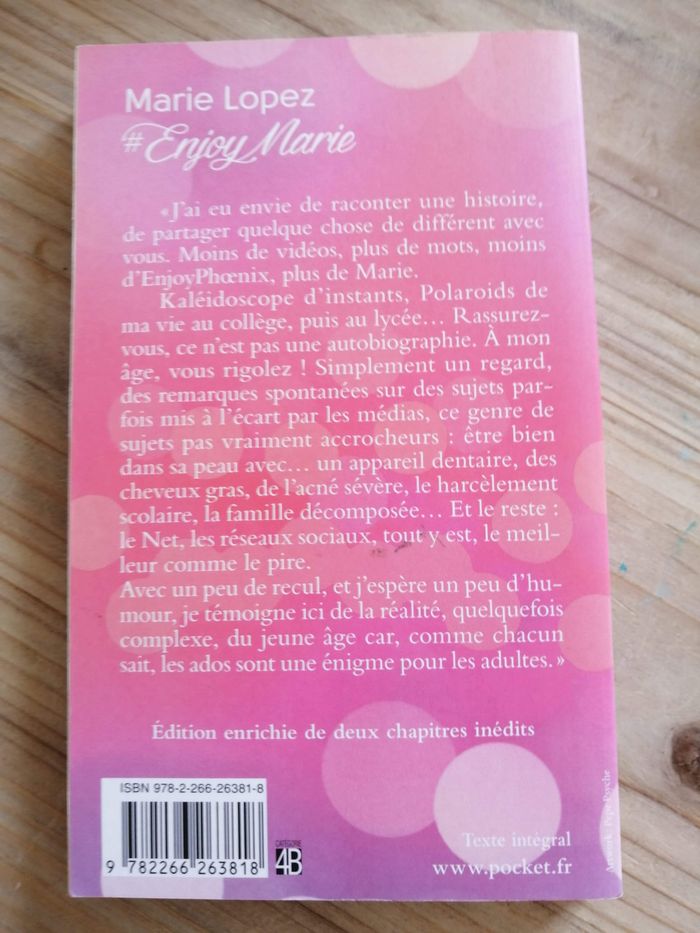 Marie Lopez
#EnjoyMarie
« J'ai eu envie de raconter une histoire,
de partager quelque chose de différent avec
vous. Moins de vidéos, plus de mots, moins
d'EnjoyPhœnix, plus de Marie.
Kaléidoscope d'instants, Polaroids de
ma vie au collège, puis au lycée… Rassurez-
vous, ce n'est pas une autobiographie. À mon
âge, vous rigolez ! Simplement un regard,
des remarques spontanées sur des sujets par-
fois mis à l'écart par les médias, ce genre de
sujets pas vraiment accrocheurs : être bien
dans sa peau avec… un appareil dentaire, des
cheveux gras, de l'acné sévère, le harcèlement
scolaire, la famille décomposée… Et le reste :
le Net, les réseaux sociaux, tout y est, le meil-
leur comme le pire.
Avec un peu de recul, et j'espère un peu d'hu-
mour, je témoigne ici de la réalité, quelquefois
complexe, du jeune âge car, comme chacun
sait, les ados sont une énigme pour les adultes. »
Édition enrichie de deux chapitres inédits
ISBN 978-2-266-26381-8
9 782266 263818
CATÉGORIE
4B
Texte intégral
www.pocket.fr
Artwork : Pepe Psyche